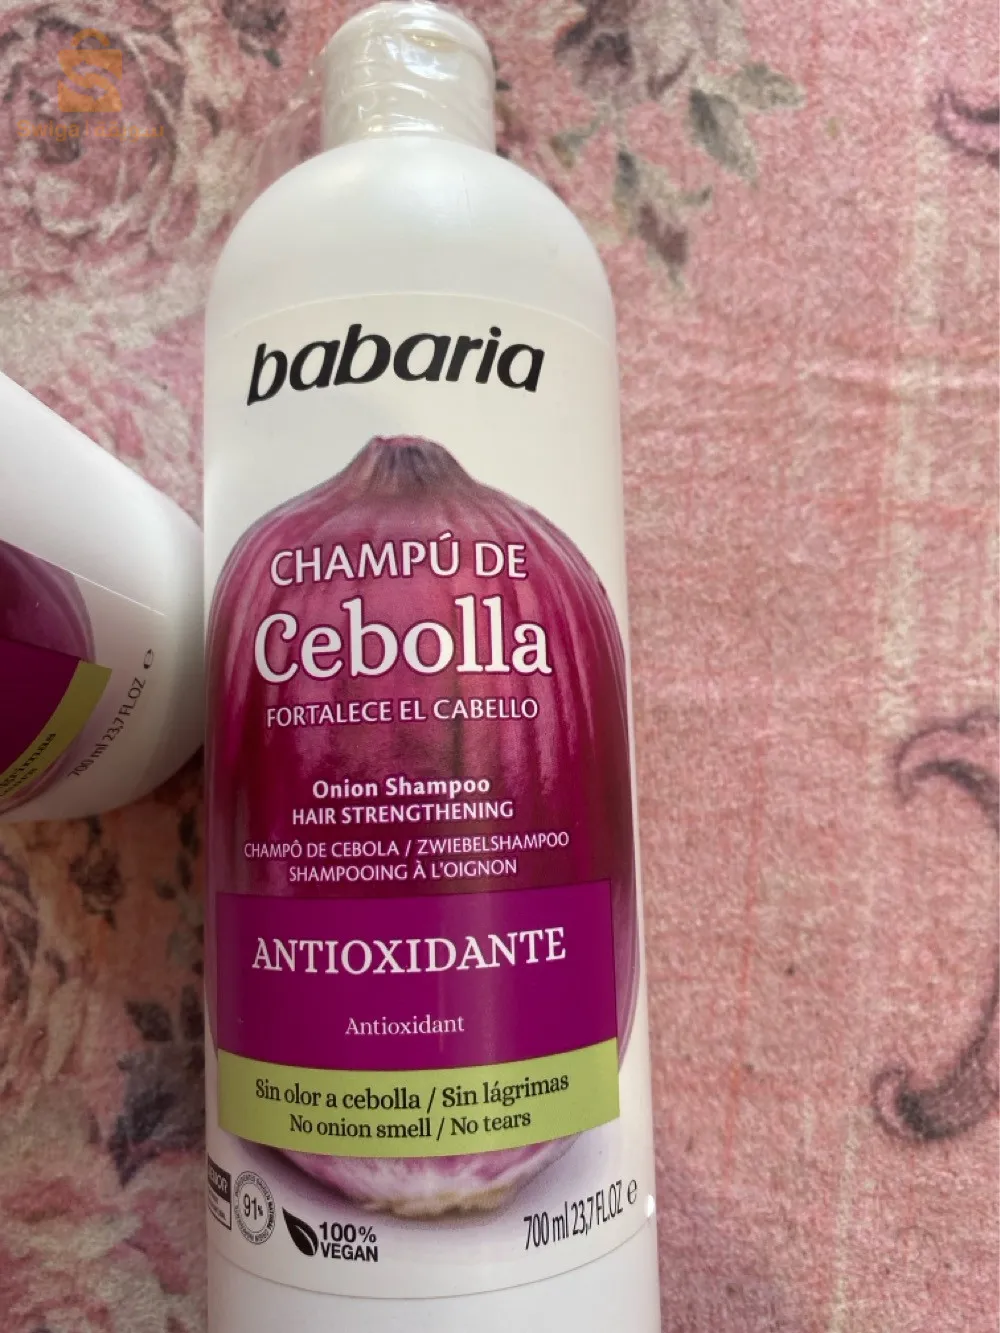 babaria
CHAMPÚ DE
Cebolla
FORTALECE EL CABELLO
Onion Shampoo
HAIR STRENGTHENING
CHAMPÔ DE CEBOLA / ZWIEBELSHAMPOO
SHAMPOOING À L'OIGNON
ANTIOXIDANTE
Antioxidant
Sin olor a cebolla / Sin lágrimas
No onion smell / No tears
91%
100%
VEGAN
700 ml 23,7 FL.OZ e
700 ml 23,7 FL.OZ e